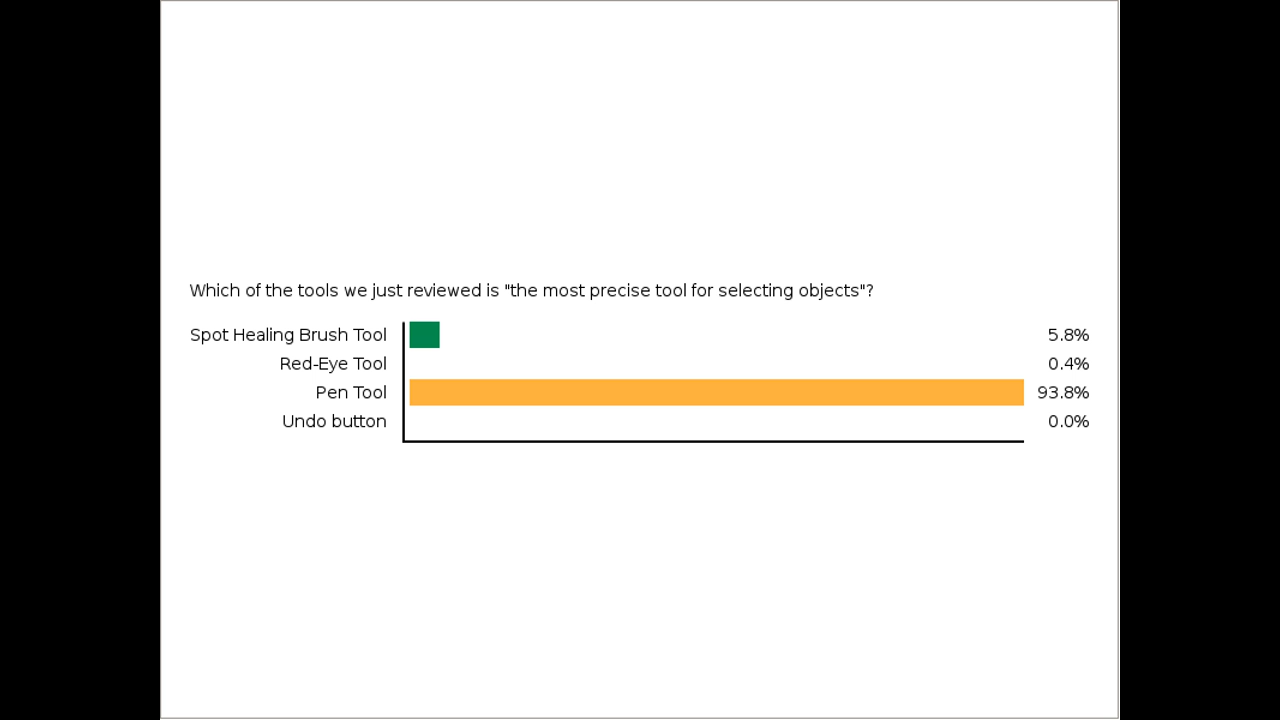 Which of the tools we just reviewed is "the most precise tool for selecting objects"?
Spot Healing Brush Tool 5.8%
Red-Eye Tool 0.4%
Pen Tool 93.8%
Undo button 0.0%